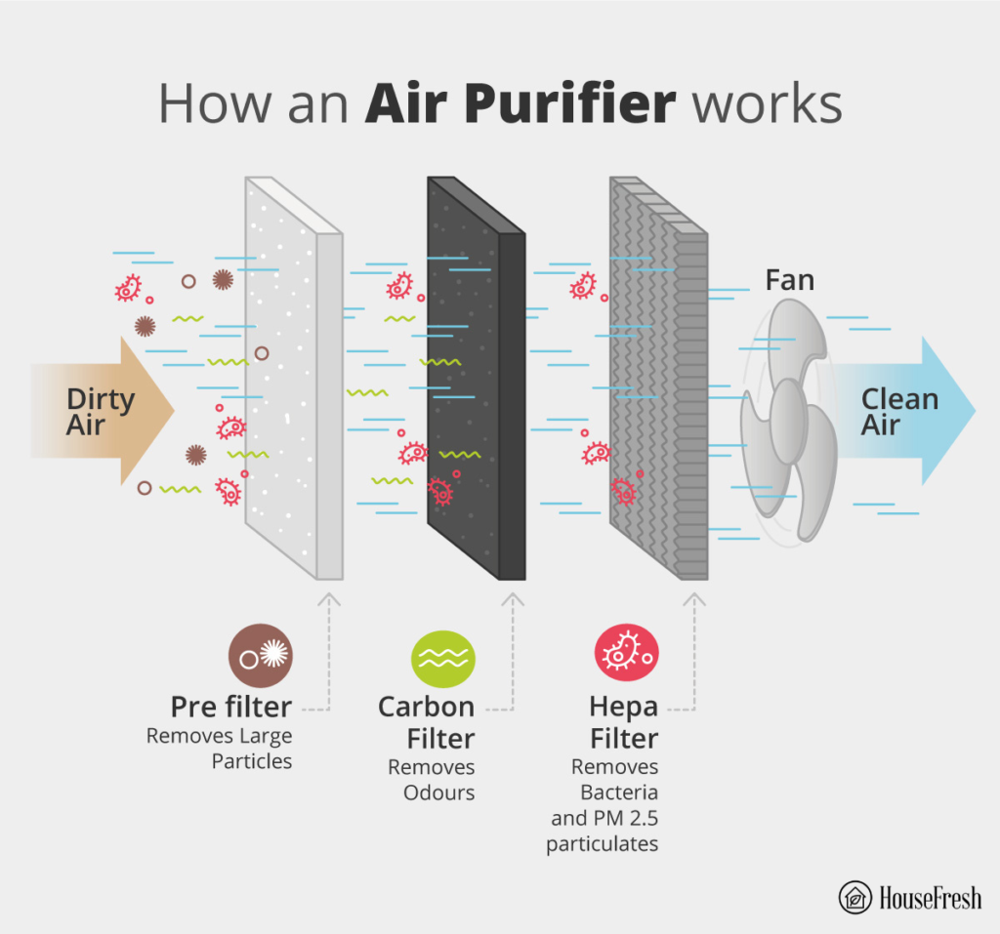 How an Air Purifier works
Fan
Dirty
Air
Clean
Air
Pre filter
Removes Large
Particles
Carbon
Filter
Removes
Odours
Hepa
Filter
Removes
Bacteria
and PM 2.5
particulates
HouseFresh